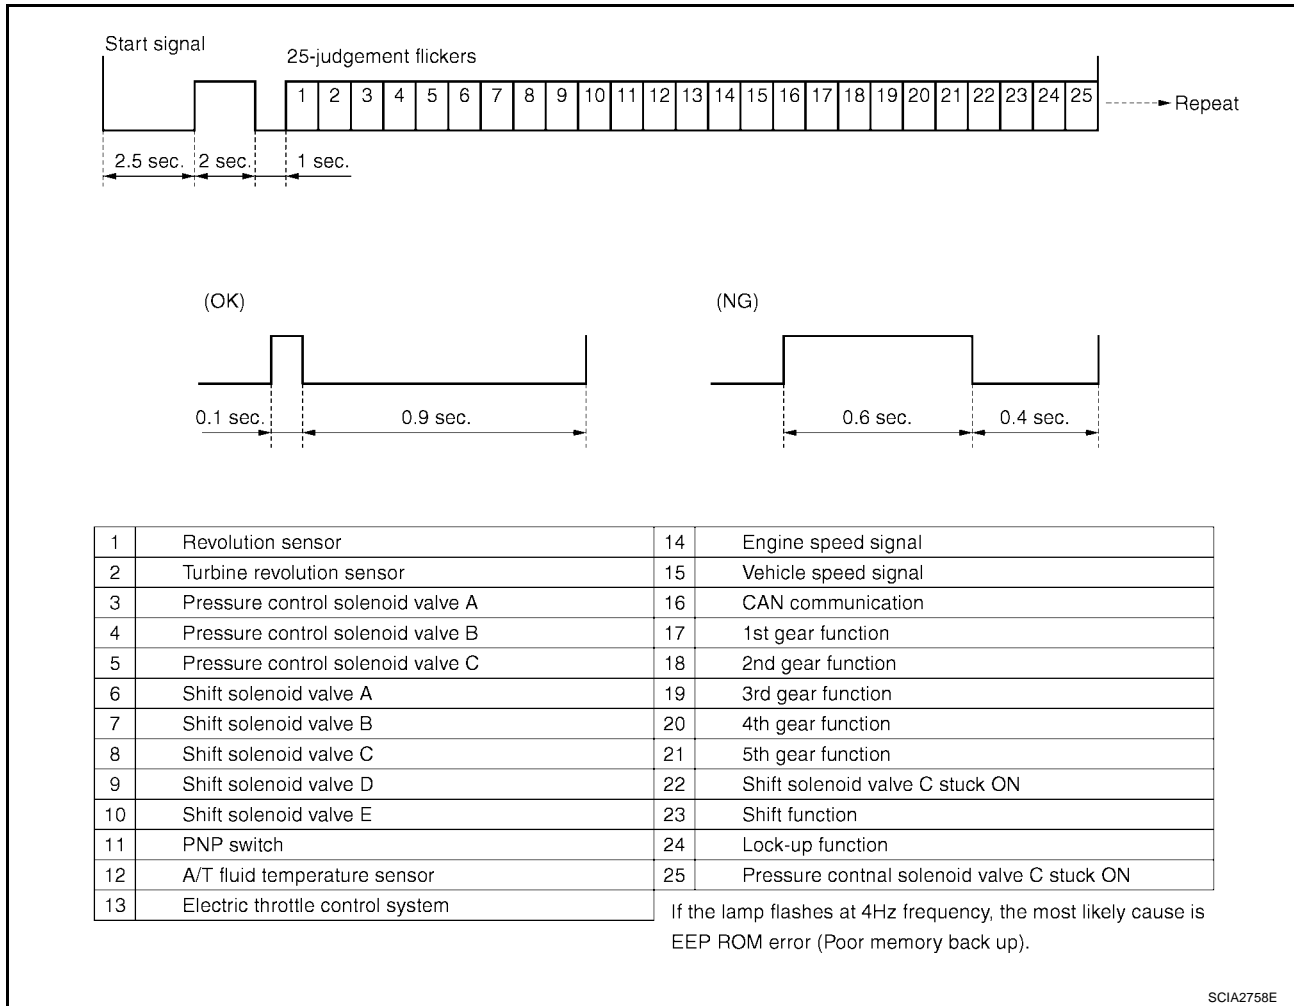 Start signal
25-judgement flickers
1 2 3 4 5 6 7 8 9 10 11 12 13 14 15 16 17 18 19 20 21 22 23 24 25
Repeat
2.5 sec. 2 sec. 1 sec.
(OK)
(NG)
0.1 sec. 0.9 sec.
0.6 sec. 0.4 sec.
1 Revolution sensor
2 Turbine revolution sensor
3 Pressure control solenoid valve A
4 Pressure control solenoid valve B
5 Pressure control solenoid valve C
6 Shift solenoid valve A
7 Shift solenoid valve B
8 Shift solenoid valve C
9 Shift solenoid valve D
10 Shift solenoid valve E
11 PNP switch
12 A/T fluid temperature sensor
13 Electric throttle control system
14 Engine speed signal
15 Vehicle speed signal
16 CAN communication
17 1st gear function
18 2nd gear function
19 3rd gear function
20 4th gear function
21 5th gear function
22 Shift solenoid valve C stuck ON
23 Shift function
24 Lock-up function
25 Pressure contnal solenoid valve C stuck ON
If the lamp flashes at 4Hz frequency, the most likely cause is
EEP ROM error (Poor memory back up).
SCIA2758E